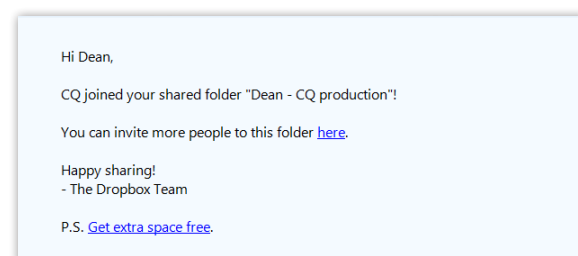 Hi Dean,
CQ joined your shared folder "Dean - CQ production"!
You can invite more people to this folder here.
Happy sharing!
- The Dropbox Team
P.S. Get extra space free.